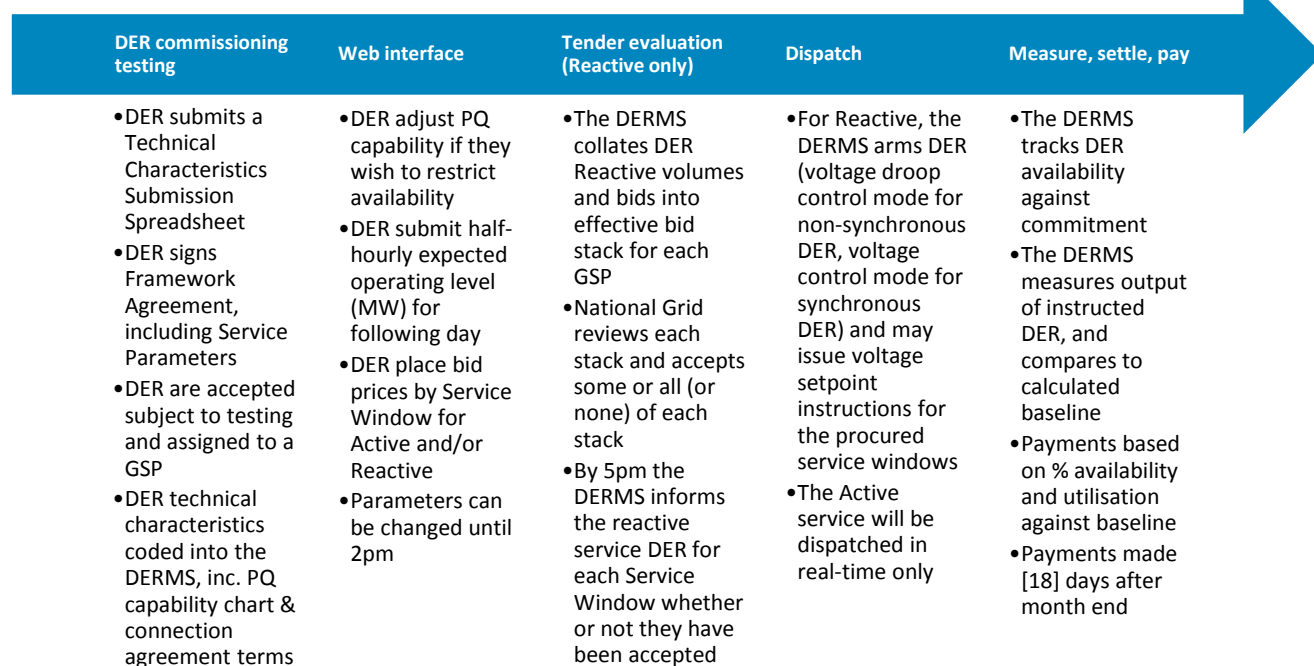 DER commissioning
testing
Web interface
Tender evaluation
(Reactive only)
Dispatch
Measure, settle, pay
•DER submits a
Technical
Characteristics
Submission
Spreadsheet
•DER signs
Framework
Agreement,
including Service
Parameters
•DER are accepted
subject to testing
and assigned to a
GSP
•DER technical
characteristics
coded into the
DERMS, inc. PQ
capability chart &
connection
agreement terms
•DER adjust PQ
capability if they
wish to restrict
availability
•DER submit half-
hourly expected
operating level
(MW) for
following day
•DER place bid
prices by Service
Window for
Active and/or
Reactive
•Parameters can
be changed until
2pm
•The DERMS
collates DER
Reactive volumes
and bids into
effective bid
stack for each
GSP
•National Grid
reviews each
stack and accepts
some or all (or
none) of each
stack
•By 5pm the
DERMS informs
the reactive
service DER for
each Service
Window whether
or not they have
been accepted
•For Reactive, the
DERMS arms DER
(voltage droop
control mode for
non-synchronous
DER, voltage
control mode for
synchronous
DER) and may
issue voltage
setpoint
instructions for
the procured
service windows
•The Active
service will be
dispatched in
real-time only
•The DERMS
tracks DER
availability
against
commitment
•The DERMS
measures output
of instructed
DER, and
compares to
calculated
baseline
•Payments based
on % availability
and utilisation
against baseline
•Payments made
[18] days after
month end